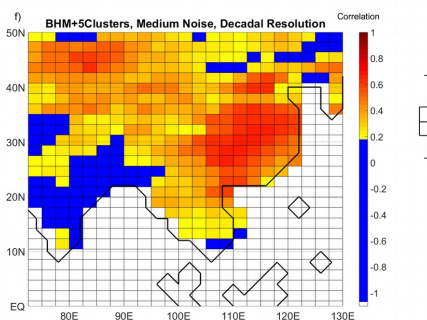 f)
BHM+5Clusters, Medium Noise, Decadal Resolution
Correlation
50N
40N
30N
20N
10N
EQ
80E 90E 100E 110E 120E 130E
1
0.8
0.6
0.4
0.2
0
-0.2
-0.4
-0.6
-0.8
-1